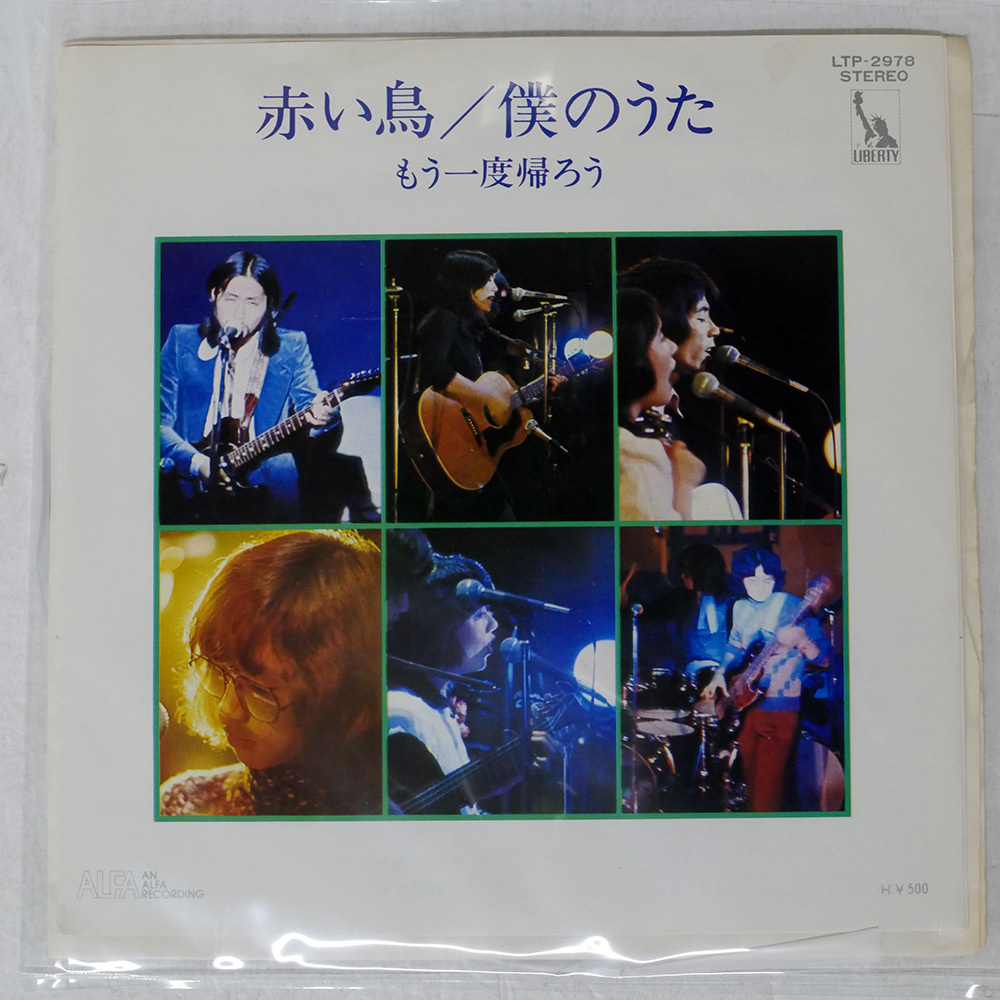 LTP-2978
STEREO
赤い鳥／僕のうた
LIBERTY
もう一度帰ろう
ALFA
AN
ALFA
RECORDING
H ¥500